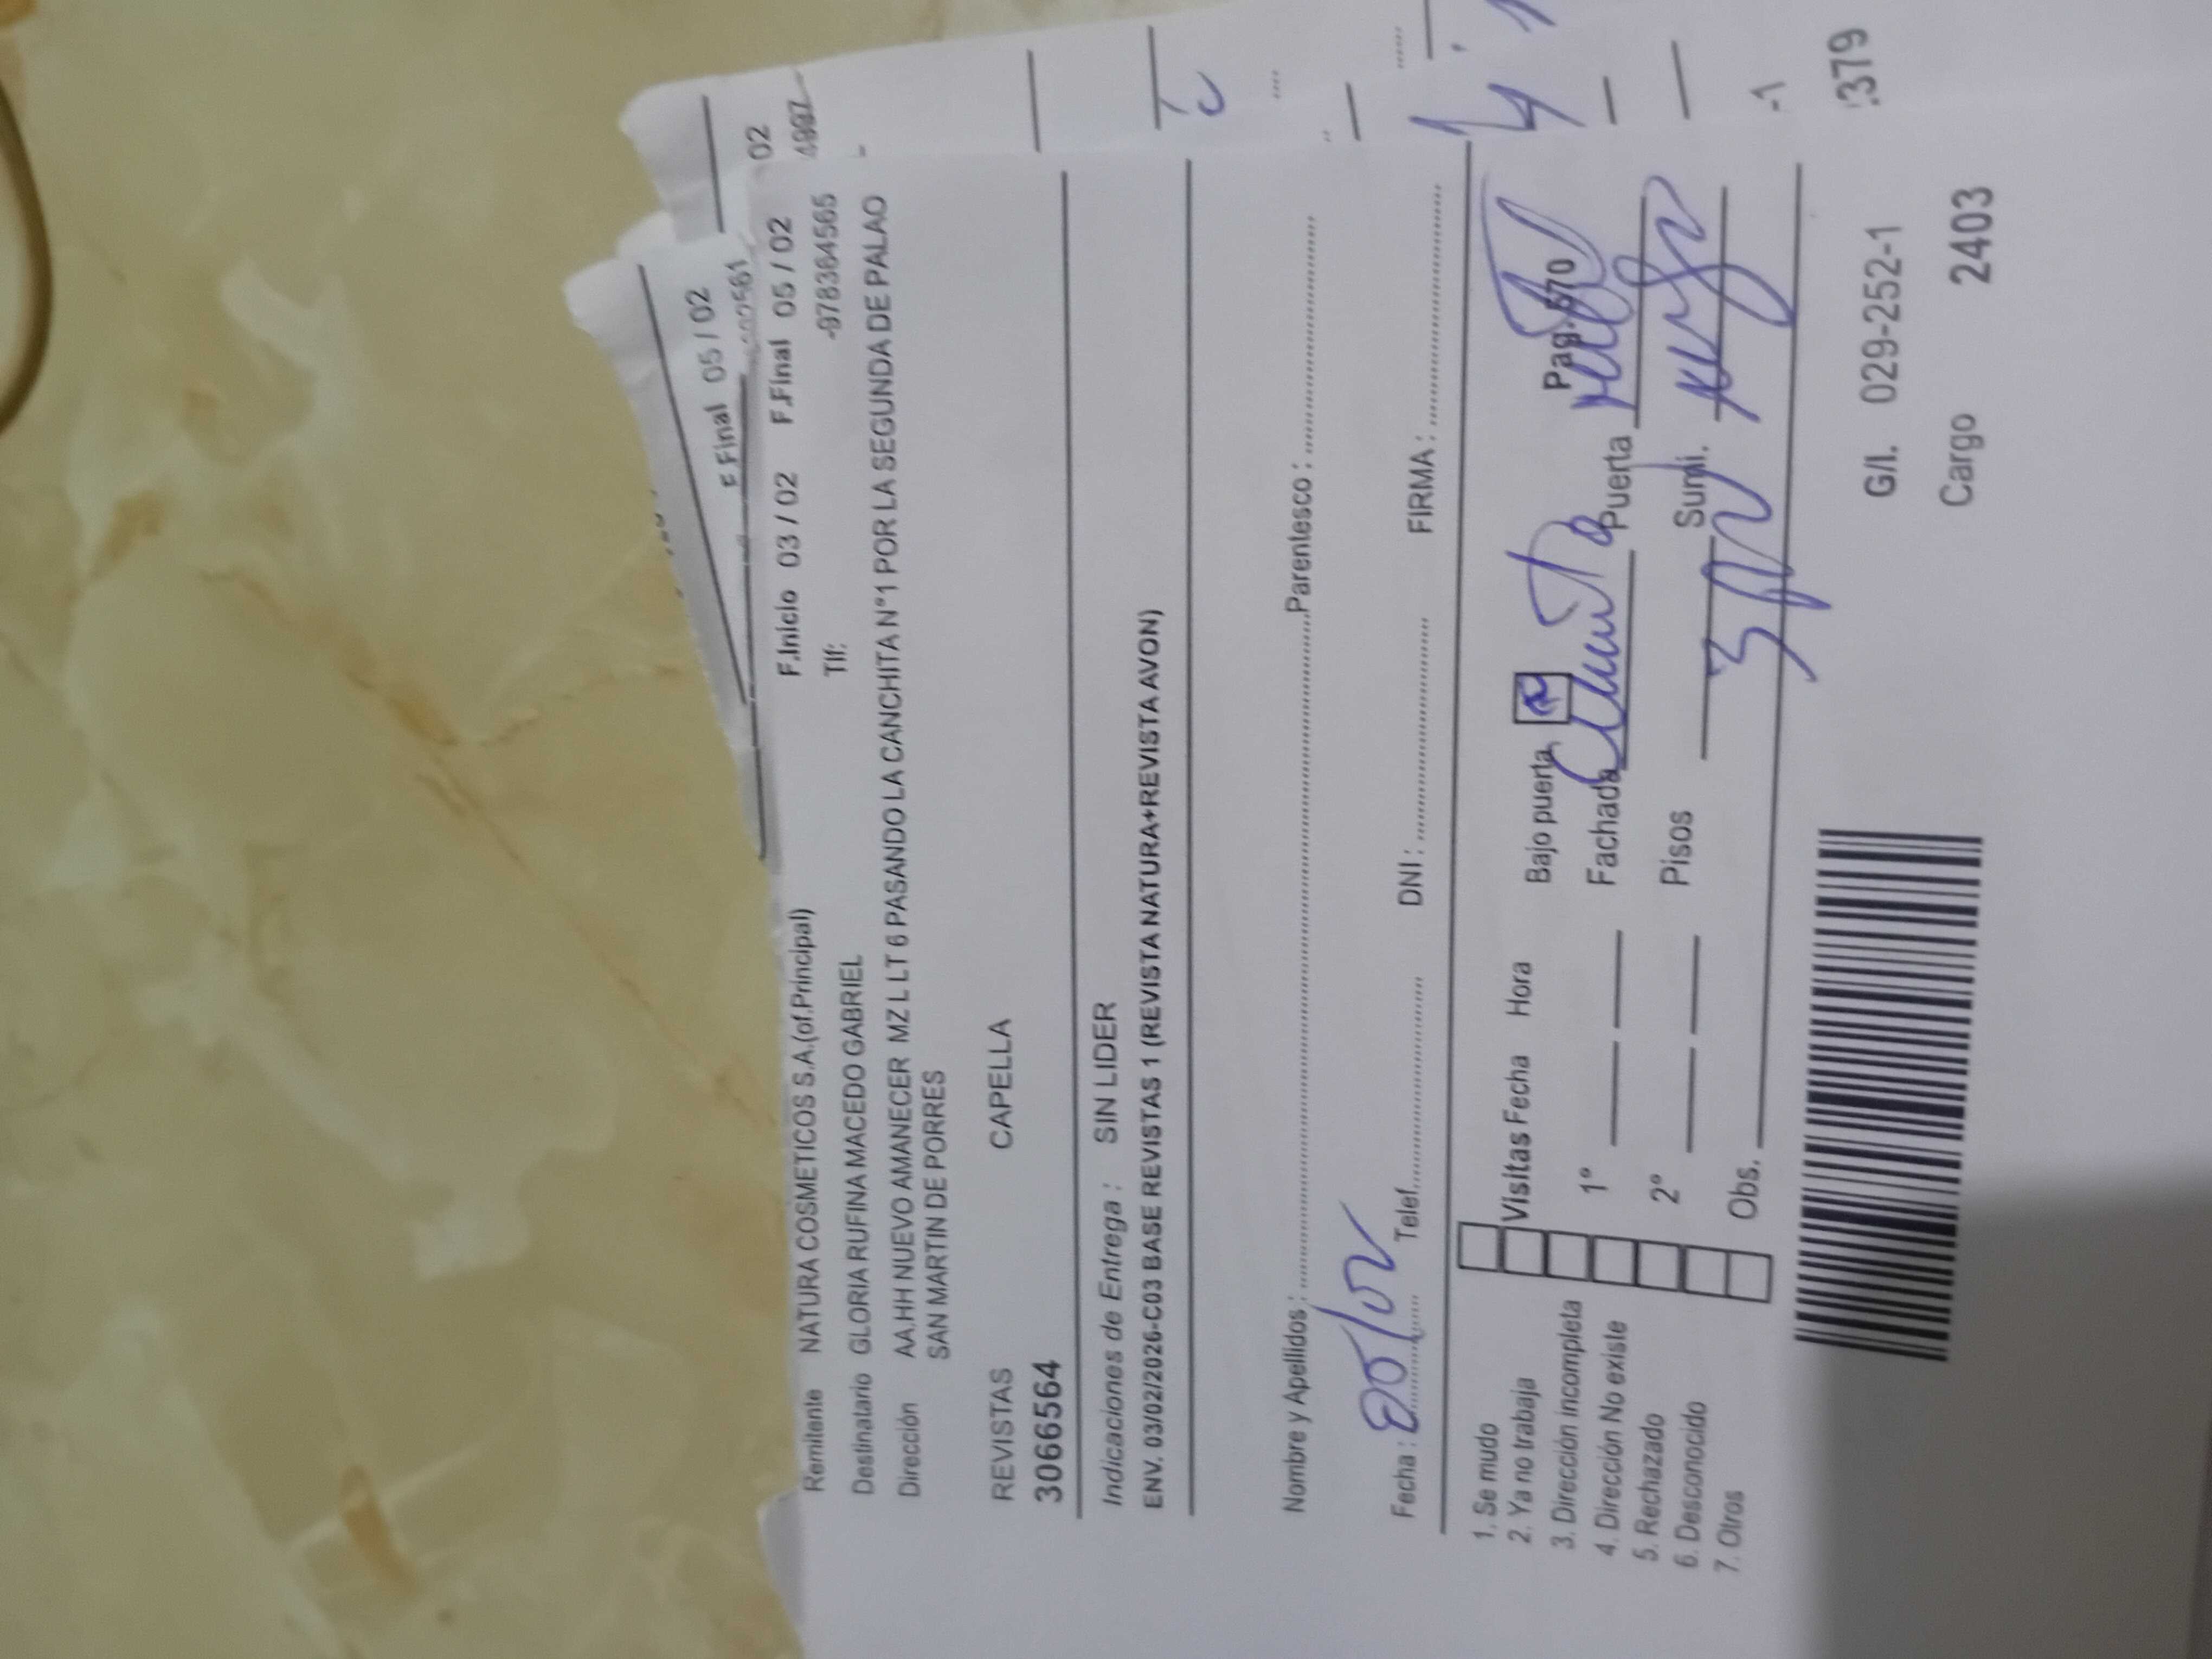 F.Final 05 / 02
02
F.Inicio 03 / 02 F.Final 05 / 02
Remitente NATURA COSMETICOS S.A.(of.Principal) Tlf: -978364565
Destinatario GLORIA RUFINA MACEDO GABRIEL
Dirección AA.HH NUEVO AMANECER MZ L LT 6 PASANDO LA CANCHITA N°1 POR LA SEGUNDA DE PALAO
SAN MARTIN DE PORRES
REVISTAS CAPELLA
3066564
Indicaciones de Entrega : SIN LIDER
ENV. 03/02/2026-C03 BASE REVISTAS 1 (REVISTA NATURA+REVISTA AVON)
Nombre y Apellidos : Parentesco :
Fecha : Telef. DNI : FIRMA :
1. Se mudo
2. Ya no trabaja
3. Dirección incompleta
4. Dirección No existe
5. Rechazado
6. Desconocido
7. Otros
Visitas Fecha Hora Bajo puerta Pag-570
1° Fachada Puerta
2° Pisos Sumi.
Obs.
-1
G/I. 029-252-1
Cargo 2403
379